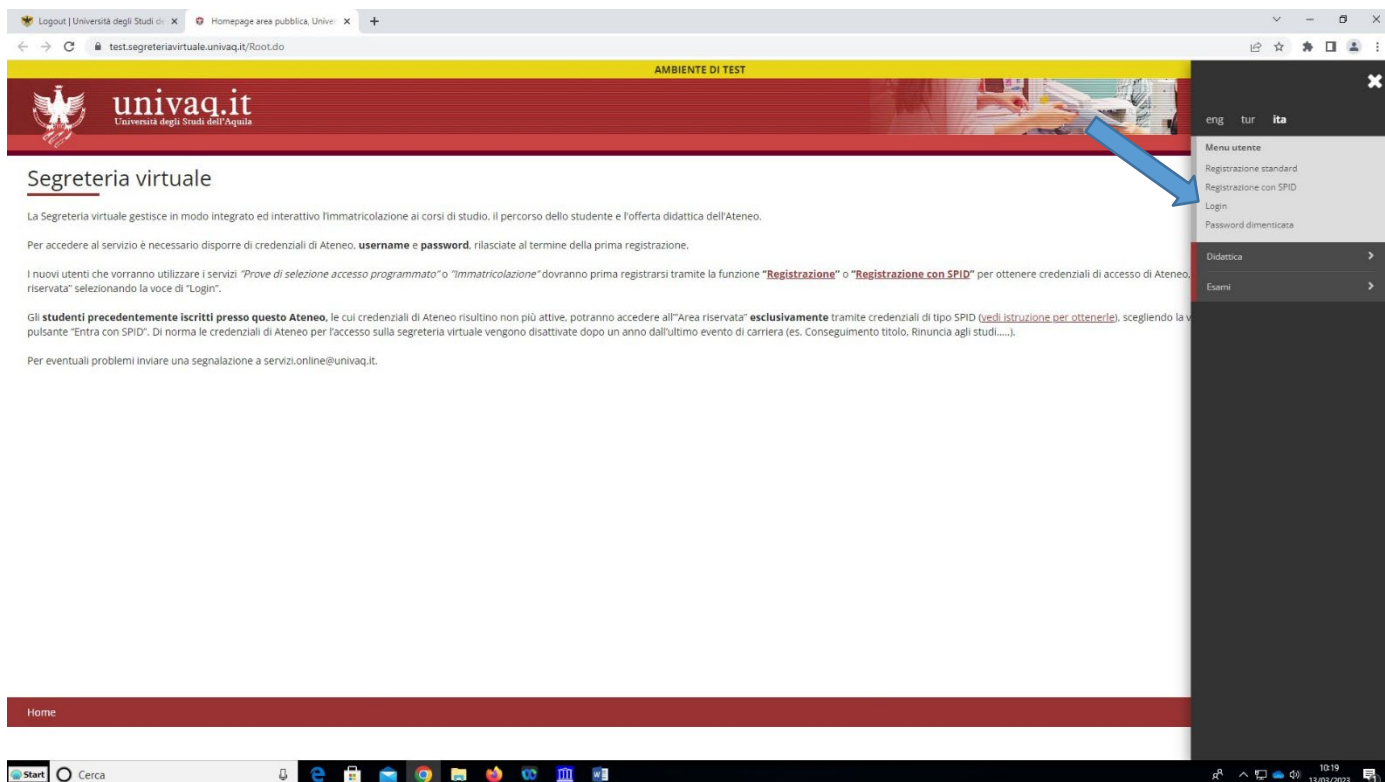 Logout | Università degli Studi de
Homepage area pubblica, Univer
test.segreteriavirtuale.univaq.it/Root.do
AMBIENTE DI TEST
univaq.it
Università degli Studi dell'Aquila
eng tur ita
Menu utente
Registrazione standard
Registrazione con SPID
Login
Password dimenticata
Didattica
Esami
Segreteria virtuale
La Segreteria virtuale gestisce in modo integrato ed interattivo l'immatricolazione ai corsi di studio, il percorso dello studente e l'offerta didattica dell'Ateneo.
Per accedere al servizio è necessario disporre di credenziali di Ateneo, username e password, rilasciate al termine della prima registrazione.
I nuovi utenti che vorranno utilizzare i servizi "Prove di selezione accesso programmato" o "Immatricolazione" dovranno prima registrarsi tramite la funzione "Registrazione" o "Registrazione con SPID" per ottenere credenziali di accesso di Ateneo,
riservata" selezionando la voce di "Login".
Gli studenti precedentemente iscritti presso questo Ateneo, le cui credenziali di Ateneo risultino non più attive, potranno accedere all'"Area riservata" esclusivamente tramite credenziali di tipo SPID (vedi istruzione per ottenerle), scegliendo la v
pulsante "Entra con SPID". Di norma le credenziali di Ateneo per l'accesso sulla segreteria virtuale vengono disattivate dopo un anno dall'ultimo evento di carriera (es. Conseguimento titolo, Rinuncia agli studi.....).
Per eventuali problemi inviare una segnalazione a servizi.online@univaq.it.
Home
Start
Cerca
10:19
13/03/2023